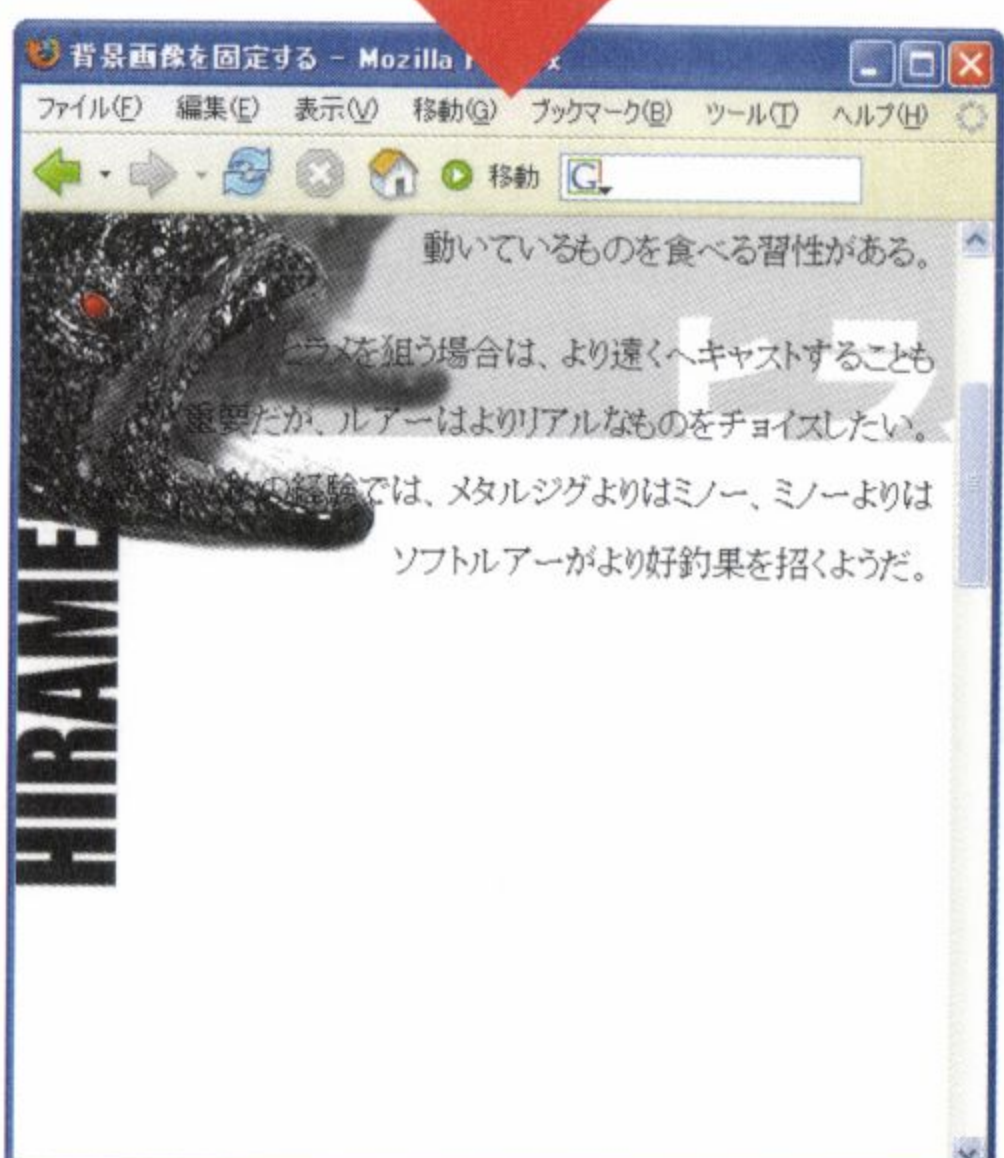 背景画像を固定する - Mozilla
ファイル(F) 編集(E) 表示(V) 移動(G) ブックマーク(B) ツール(T) ヘルプ(H)
移動 G
動いているものを食べる習性がある。
ヒラメを狙う場合は、より遠くへキャストすることも
重要だが、ルアーはよりリアルなものをチョイスしたい。
の経験では、メタルジグよりはミノー、ミノーよりは
ソフトルアーがより好釣果を招くようだ。
ヒラ
HIRAME